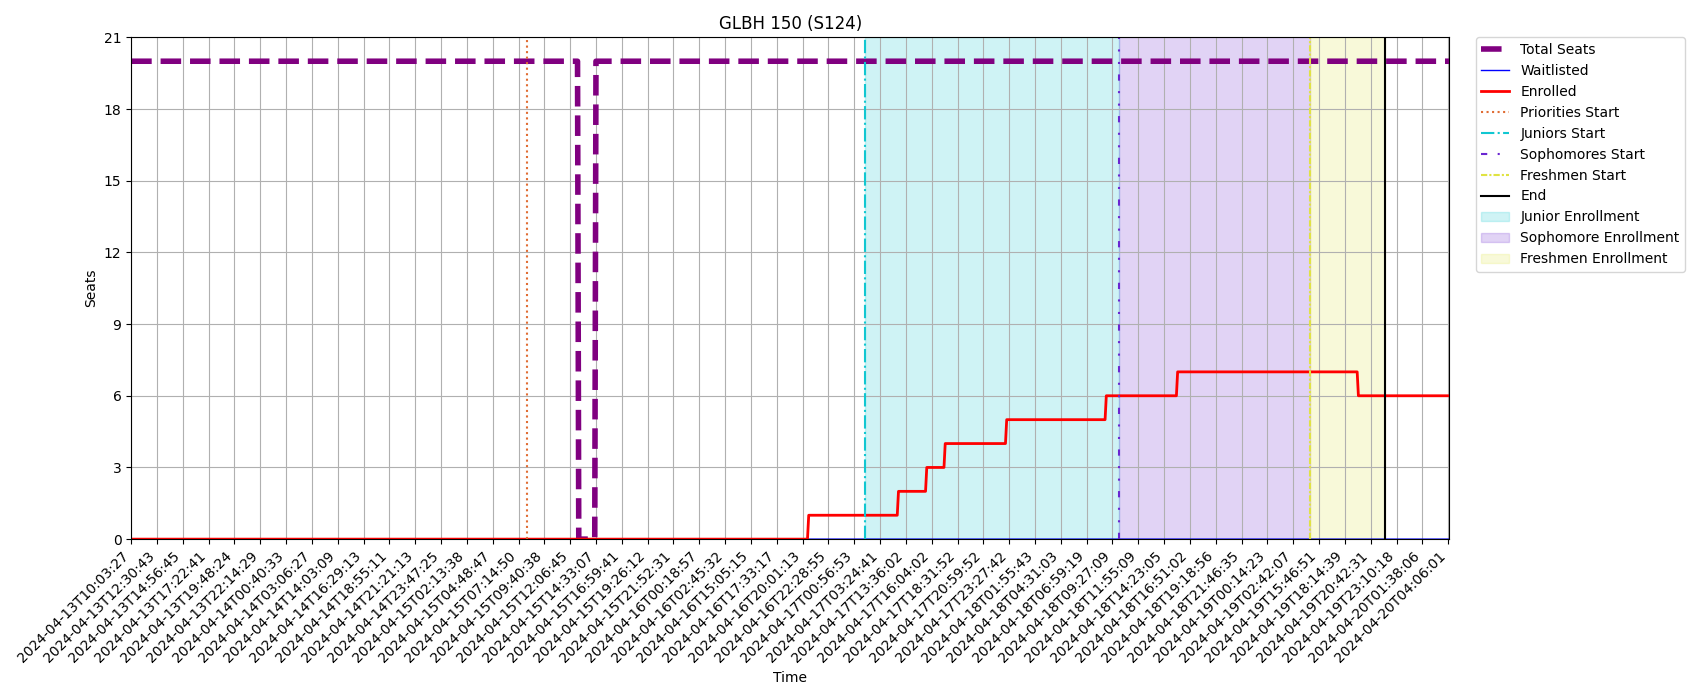 GLBH 150 (S124)
21
18
15
12
9
6
3
0
Seats
2024-04-13T10:03:27
2024-04-13T12:30:43
2024-04-13T14:56:45
2024-04-13T17:22:41
2024-04-13T19:48:24
2024-04-13T22:14:29
2024-04-14T00:40:33
2024-04-14T03:06:27
2024-04-14T14:03:09
2024-04-14T16:29:13
2024-04-14T18:55:11
2024-04-14T21:21:13
2024-04-14T23:47:25
2024-04-15T02:13:38
2024-04-15T04:48:47
2024-04-15T07:14:50
2024-04-15T09:40:38
2024-04-15T12:06:45
2024-04-15T14:33:07
2024-04-15T16:59:41
2024-04-15T19:26:12
2024-04-15T21:52:31
2024-04-16T00:18:57
2024-04-16T02:45:32
2024-04-16T15:05:15
2024-04-16T17:33:17
2024-04-16T20:01:13
2024-04-16T22:28:55
2024-04-17T00:56:53
2024-04-17T03:24:41
2024-04-17T13:36:02
2024-04-17T16:04:02
2024-04-17T18:31:52
2024-04-17T20:59:52
2024-04-17T23:27:42
2024-04-18T01:55:43
2024-04-18T04:31:03
2024-04-18T06:59:19
2024-04-18T09:27:09
2024-04-18T11:55:09
2024-04-18T14:23:05
2024-04-18T16:51:02
2024-04-18T19:18:56
2024-04-18T21:46:35
2024-04-19T00:14:23
2024-04-19T02:42:07
2024-04-19T15:46:51
2024-04-19T18:14:39
2024-04-19T20:42:31
2024-04-19T23:10:18
2024-04-20T01:38:06
2024-04-20T04:06:01
Time
Total Seats
Waitlisted
Enrolled
Priorities Start
Juniors Start
Sophomores Start
Freshmen Start
End
Junior Enrollment
Sophomore Enrollment
Freshmen Enrollment